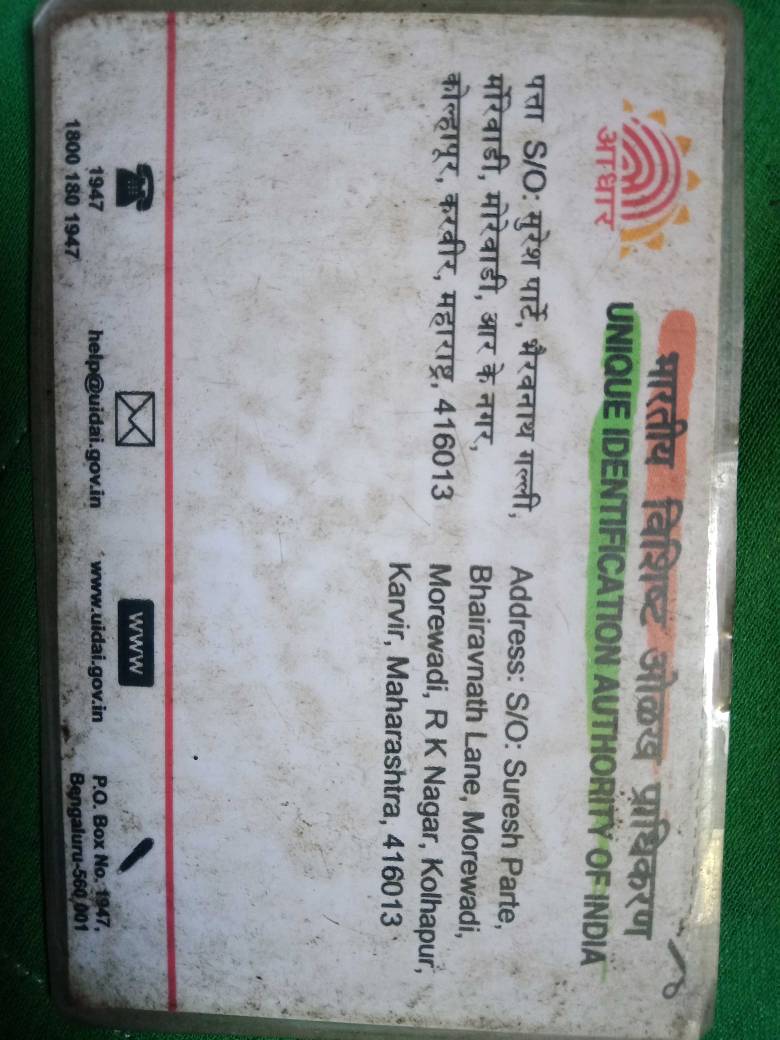 आधार
भारतीय विशिष्ट ओळख प्राधिकरण
UNIQUE IDENTIFICATION AUTHORITY OF INDIA
पत्ता S/O: सुरेश पार्टे, भैरवनाथ गल्ली,
मोरेवाडी, मोरेवाडी, आर के नगर,
कोल्हापूर, करवीर, महाराष्ट्र, 416013
Address: S/O: Suresh Parte,
Bhairavnath Lane, Morewadi,
Morewadi, R K Nagar, Kolhapur,
Karvir, Maharashtra, 416013
1947
1800 180 1947
help@uidai.gov.in
www
www.uidai.gov.in
P.O. Box No. 1947,
Bengaluru-560 001